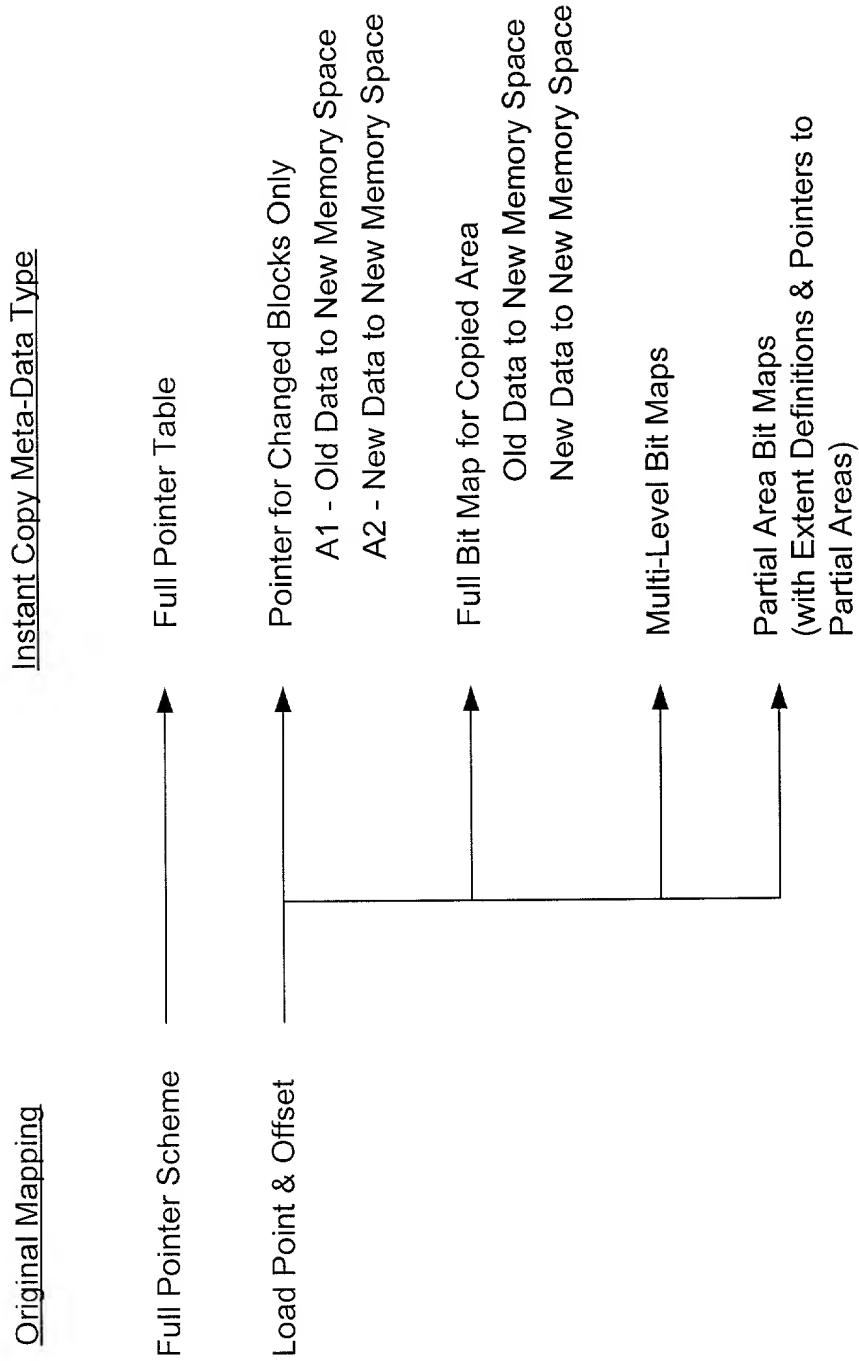 Original Mapping
Instant Copy Meta-Data Type
Full Pointer Scheme
Full Pointer Table
Load Point & Offset
Pointer for Changed Blocks Only
A1 - Old Data to New Memory Space
A2 - New Data to New Memory Space
Full Bit Map for Copied Area
Old Data to New Memory Space
New Data to New Memory Space
Multi-Level Bit Maps
Partial Area Bit Maps
(with Extent Definitions & Pointers to
Partial Areas)